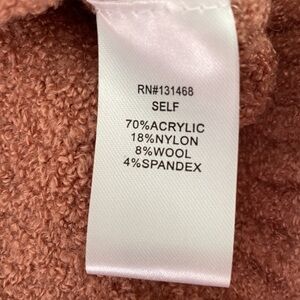 RN#131468
SELF
70%ACRYLIC
18%NYLON
8%WOOL
4%SPANDEX